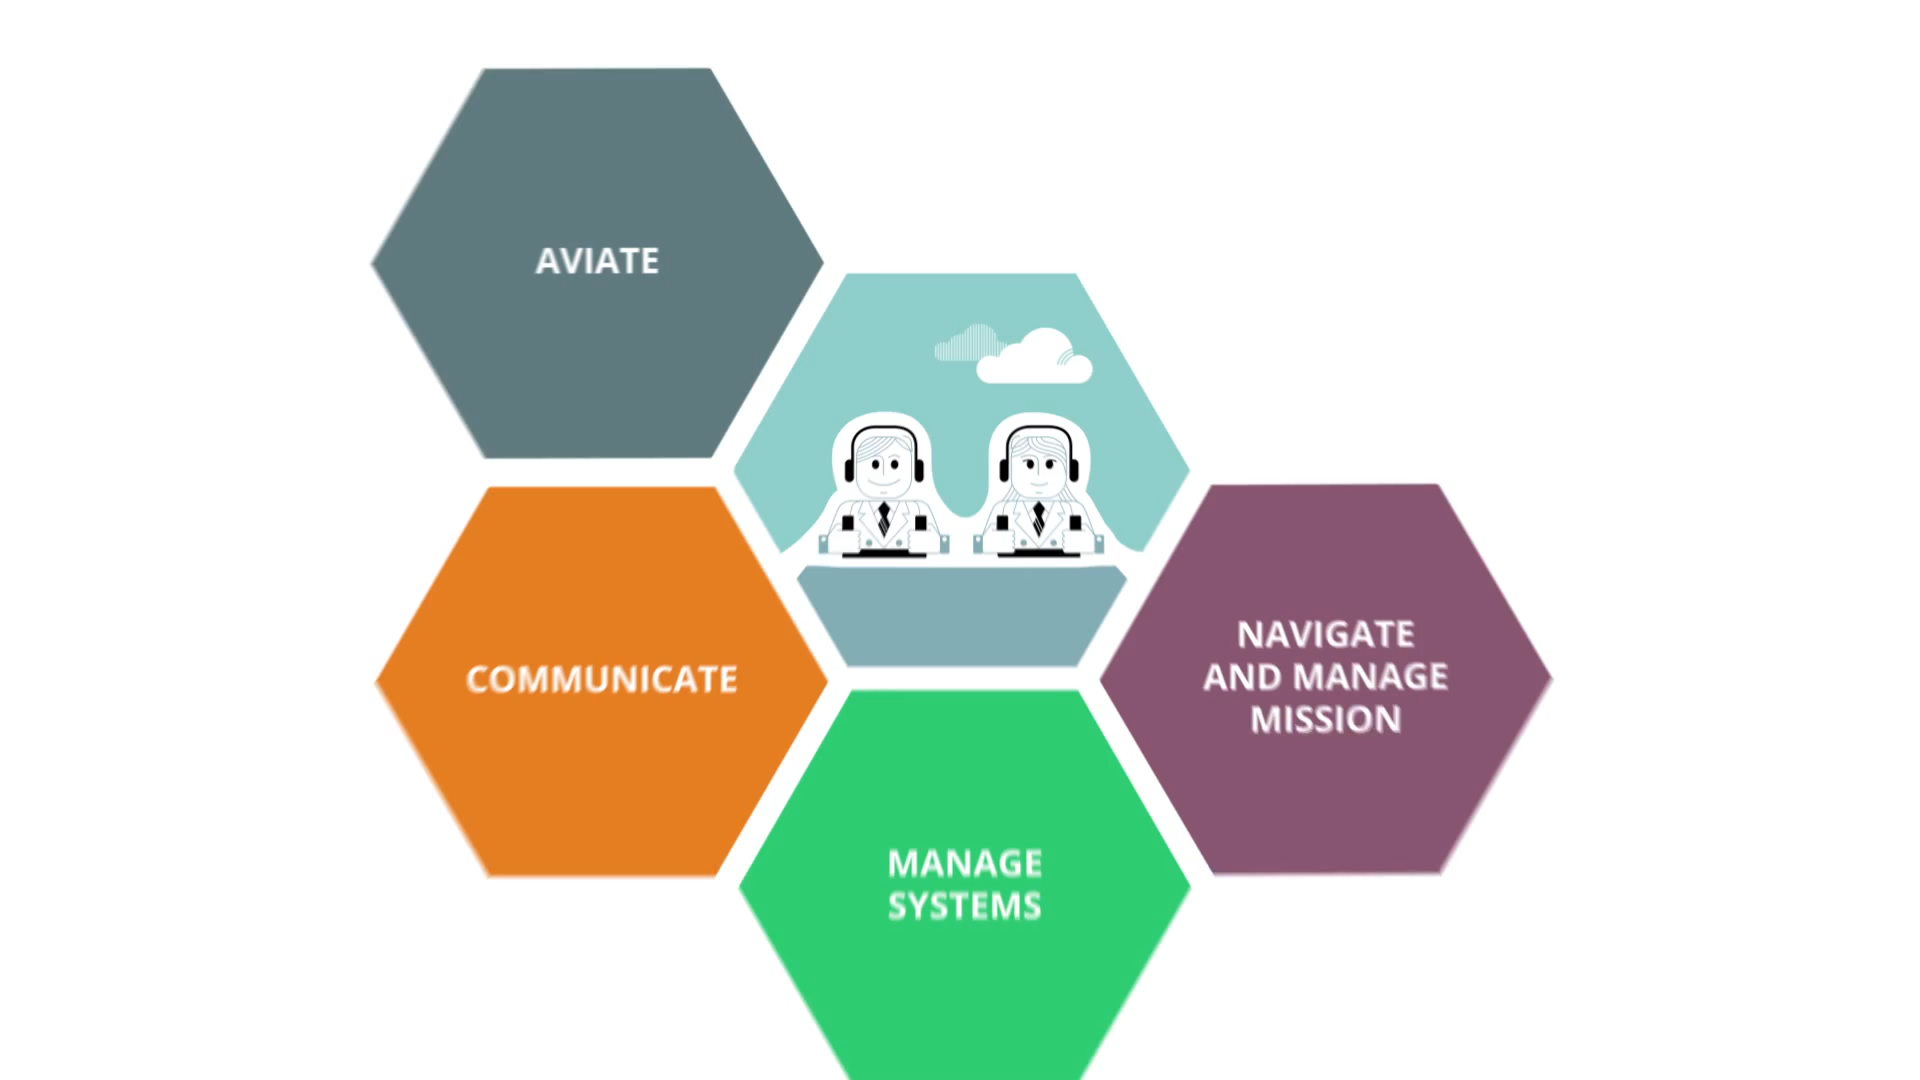 AVIATE
COMMUNICATE
NAVIGATE
AND MANAGE
MISSION
MANAGE
SYSTEMS